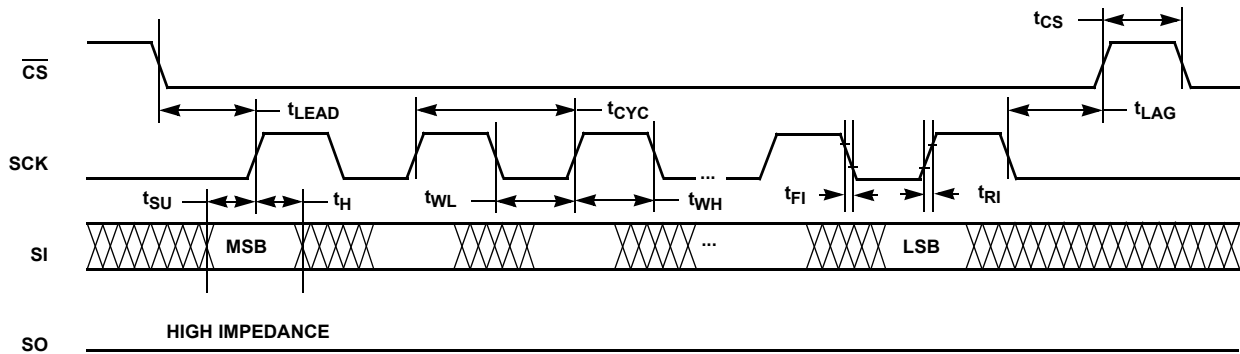 tCS
CS
tLEAD
tCYC
tLAG
SCK
...
tSU
tH
tWL
tWH
tFI
tRI
SI
MSB
...
LSB
HIGH IMPEDANCE
SO